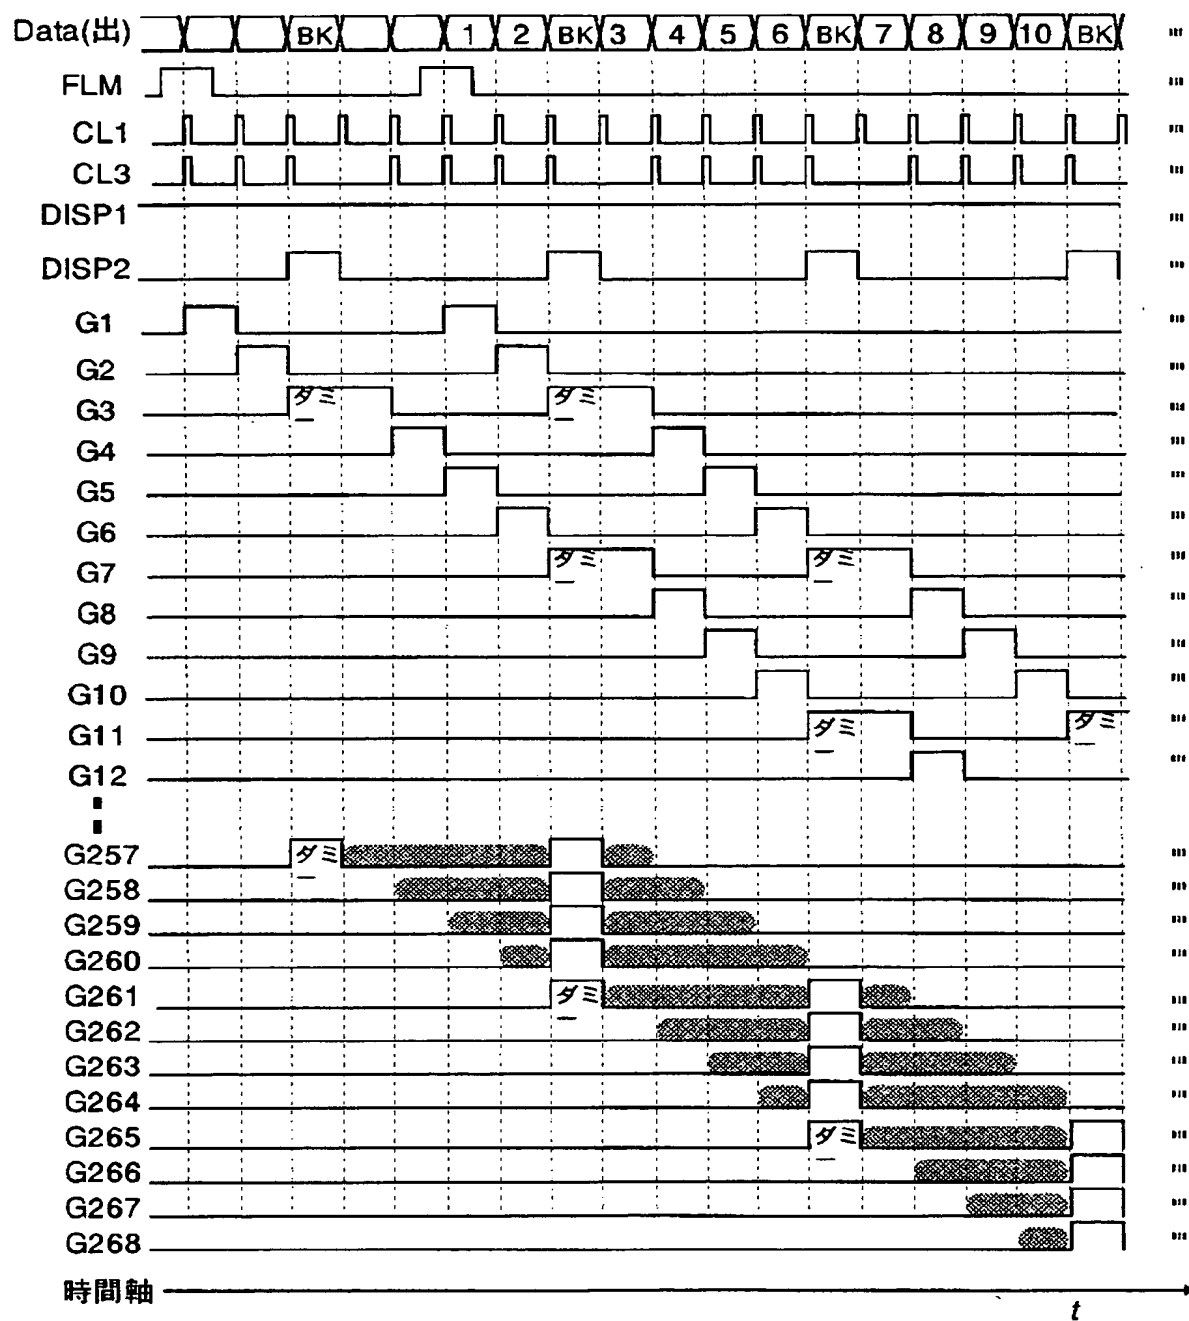 Data(出) BK 1 2 BK 3 4 5 6 BK 7 8 9 10 BK
FLM
CL1
CL3
DISP1
DISP2
G1
G2
G3 ダミー ダミー
G4
G5
G6
G7 ダミー ダミー
G8
G9
G10
G11 ダミー ダミー
G12
G257 ダミー
G258
G259
G260
G261 ダミー
G262
G263
G264
G265 ダミー
G266
G267
G268
時間軸
t